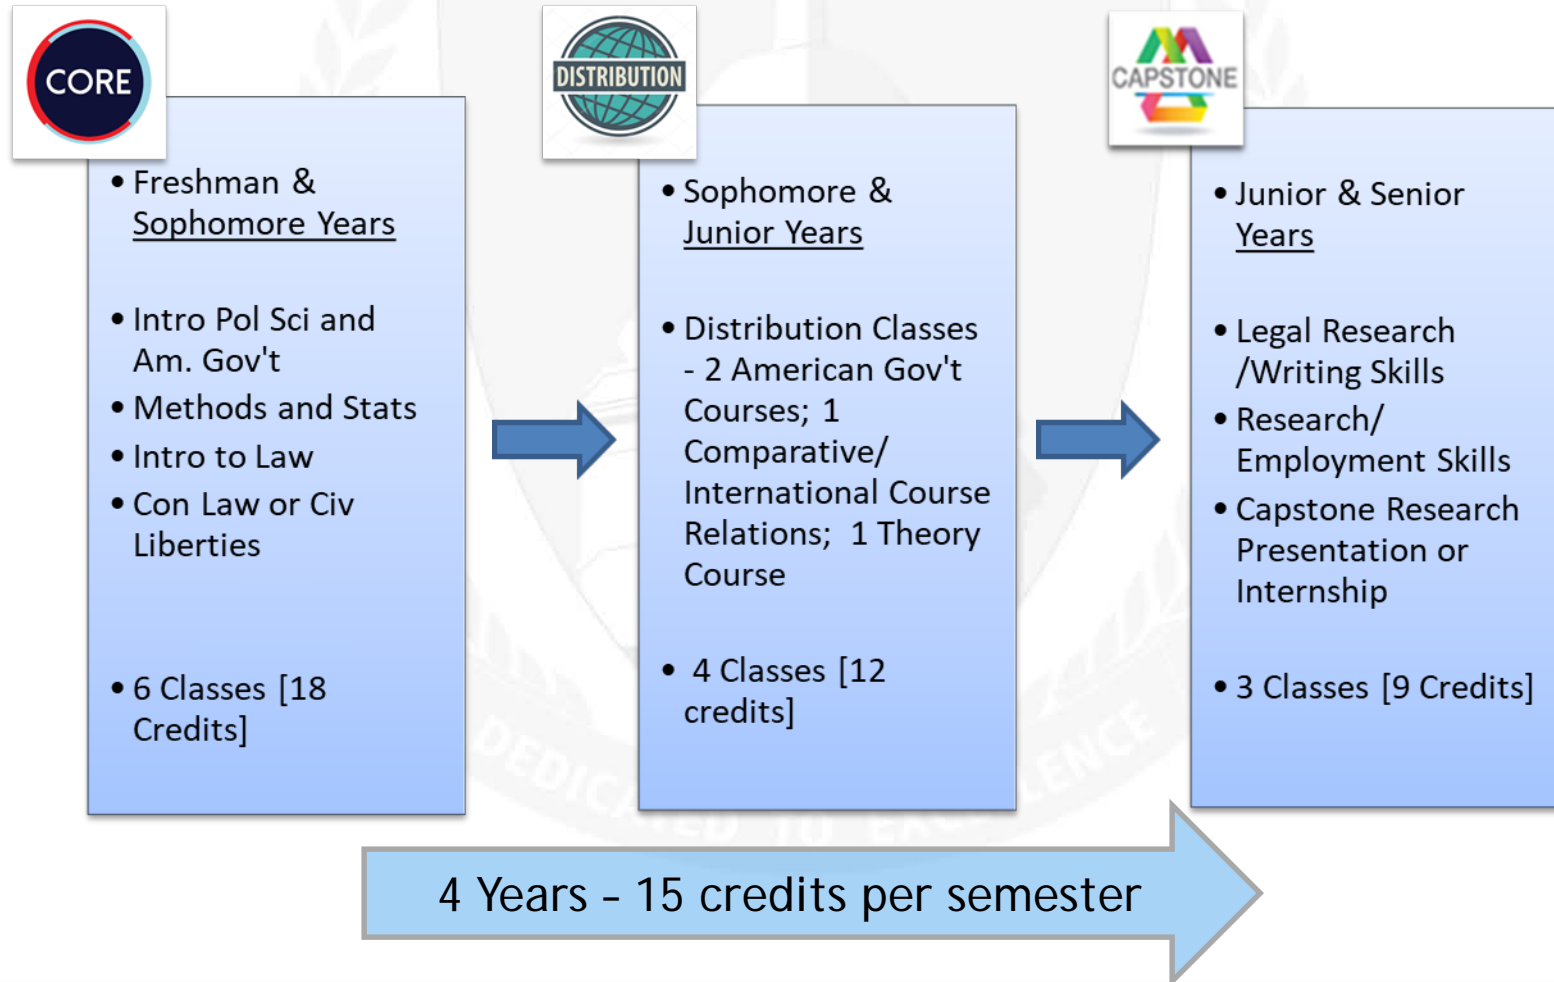 CORE
• Freshman &
Sophomore Years
• Intro Pol Sci and
Am. Gov't
• Methods and Stats
• Intro to Law
• Con Law or Civ
Liberties
• 6 Classes [18
Credits]
DISTRIBUTION
• Sophomore &
Junior Years
• Distribution Classes
- 2 American Gov't
Courses; 1
Comparative/
International Course
Relations; 1 Theory
Course
• 4 Classes [12
credits]
CAPSTONE
• Junior & Senior
Years
• Legal Research
/Writing Skills
• Research/
Employment Skills
• Capstone Research
Presentation or
Internship
• 3 Classes [9 Credits]
DEDICATED TO EXCELLENCE
4 Years – 15 credits per semester